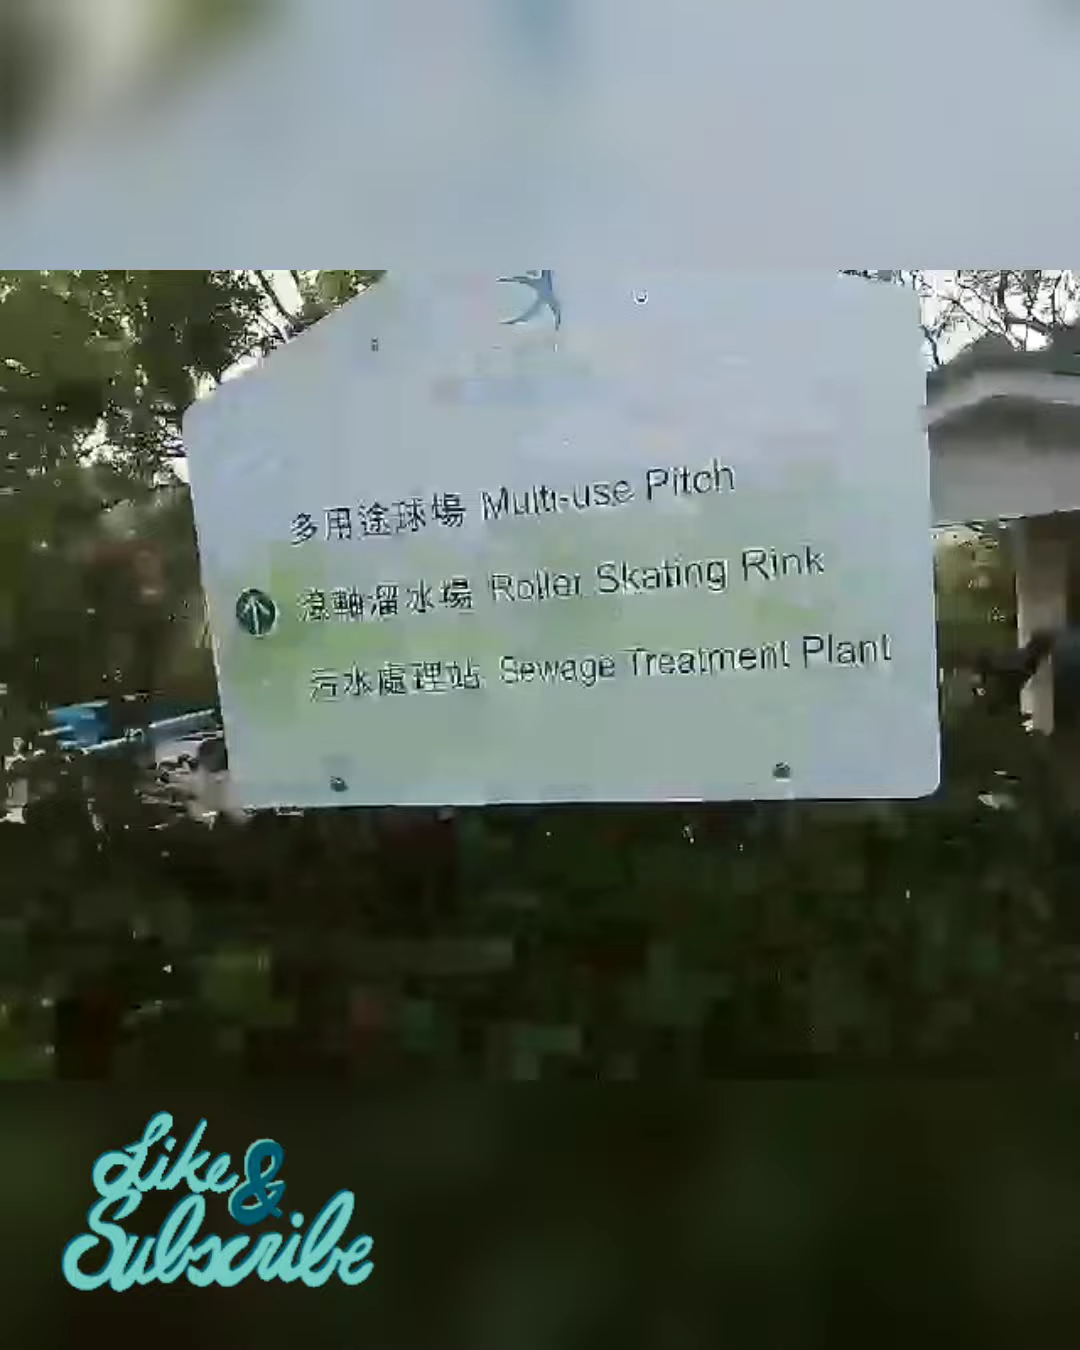 多用途球場 Multi-use Pitch
滾軸溜冰場 Roller Skating Rink
污水處理站 Sewage Treatment Plant
Like &
Subscribe